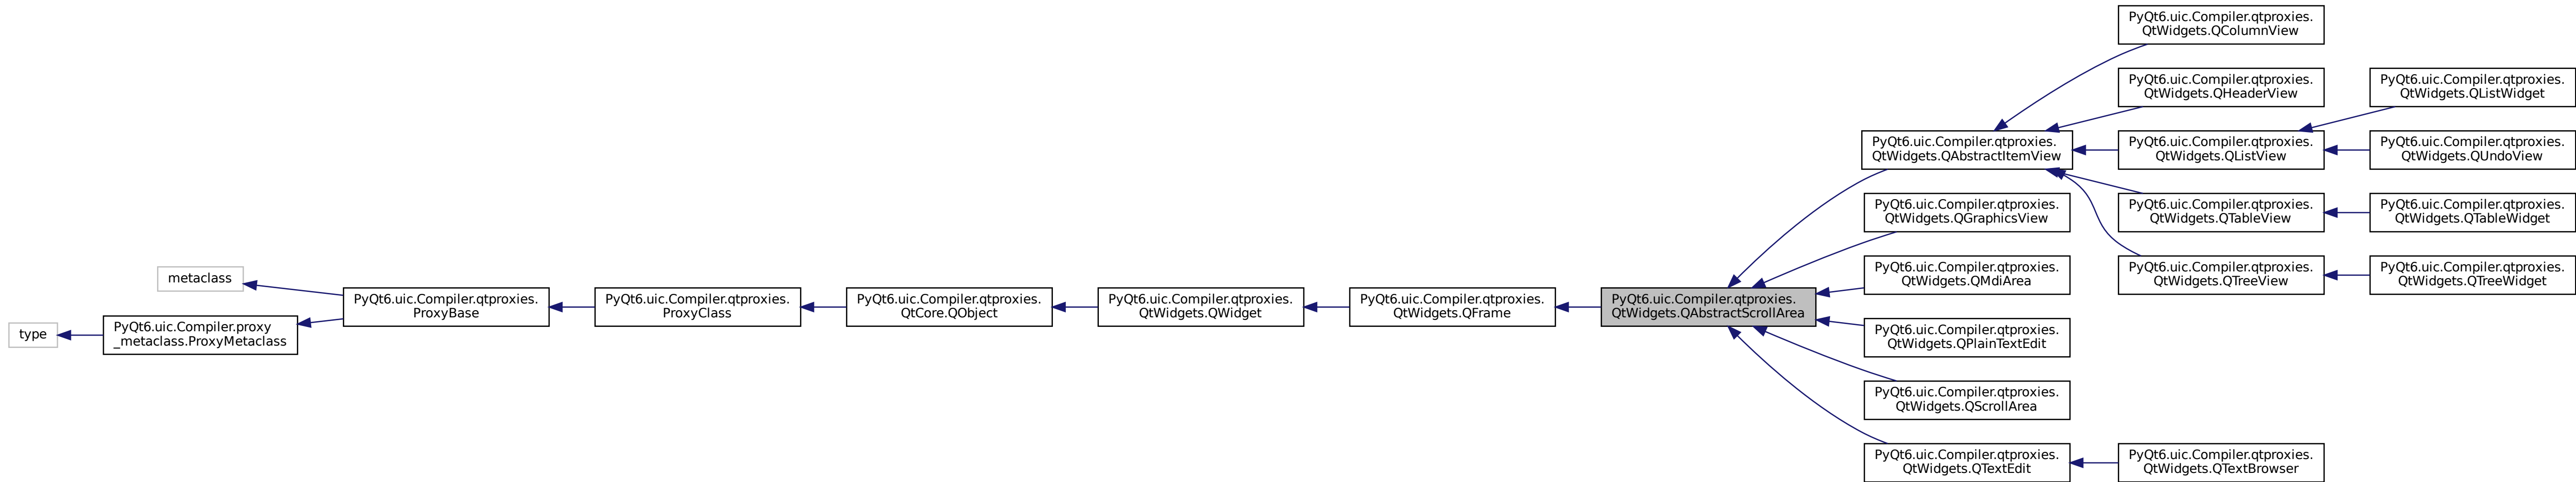 type
metaclass
PyQt6.uic.Compiler.proxy
_metaclass.ProxyMetaclass
PyQt6.uic.Compiler.qtproxies.
ProxyBase
PyQt6.uic.Compiler.qtproxies.
ProxyClass
PyQt6.uic.Compiler.qtproxies.
QtCore.QObject
PyQt6.uic.Compiler.qtproxies.
QtWidgets.QWidget
PyQt6.uic.Compiler.qtproxies.
QtWidgets.QFrame
PyQt6.uic.Compiler.qtproxies.
QtWidgets.QAbstractScrollArea
PyQt6.uic.Compiler.qtproxies.
QtWidgets.QAbstractItemView
PyQt6.uic.Compiler.qtproxies.
QtWidgets.QGraphicsView
PyQt6.uic.Compiler.qtproxies.
QtWidgets.QMdiArea
PyQt6.uic.Compiler.qtproxies.
QtWidgets.QPlainTextEdit
PyQt6.uic.Compiler.qtproxies.
QtWidgets.QScrollArea
PyQt6.uic.Compiler.qtproxies.
QtWidgets.QTextEdit
PyQt6.uic.Compiler.qtproxies.
QtWidgets.QColumnView
PyQt6.uic.Compiler.qtproxies.
QtWidgets.QHeaderView
PyQt6.uic.Compiler.qtproxies.
QtWidgets.QListView
PyQt6.uic.Compiler.qtproxies.
QtWidgets.QTableView
PyQt6.uic.Compiler.qtproxies.
QtWidgets.QTreeView
PyQt6.uic.Compiler.qtproxies.
QtWidgets.QTextBrowser
PyQt6.uic.Compiler.qtproxies.
QtWidgets.QListWidget
PyQt6.uic.Compiler.qtproxies.
QtWidgets.QUndoView
PyQt6.uic.Compiler.qtproxies.
QtWidgets.QTableWidget
PyQt6.uic.Compiler.qtproxies.
QtWidgets.QTreeWidget